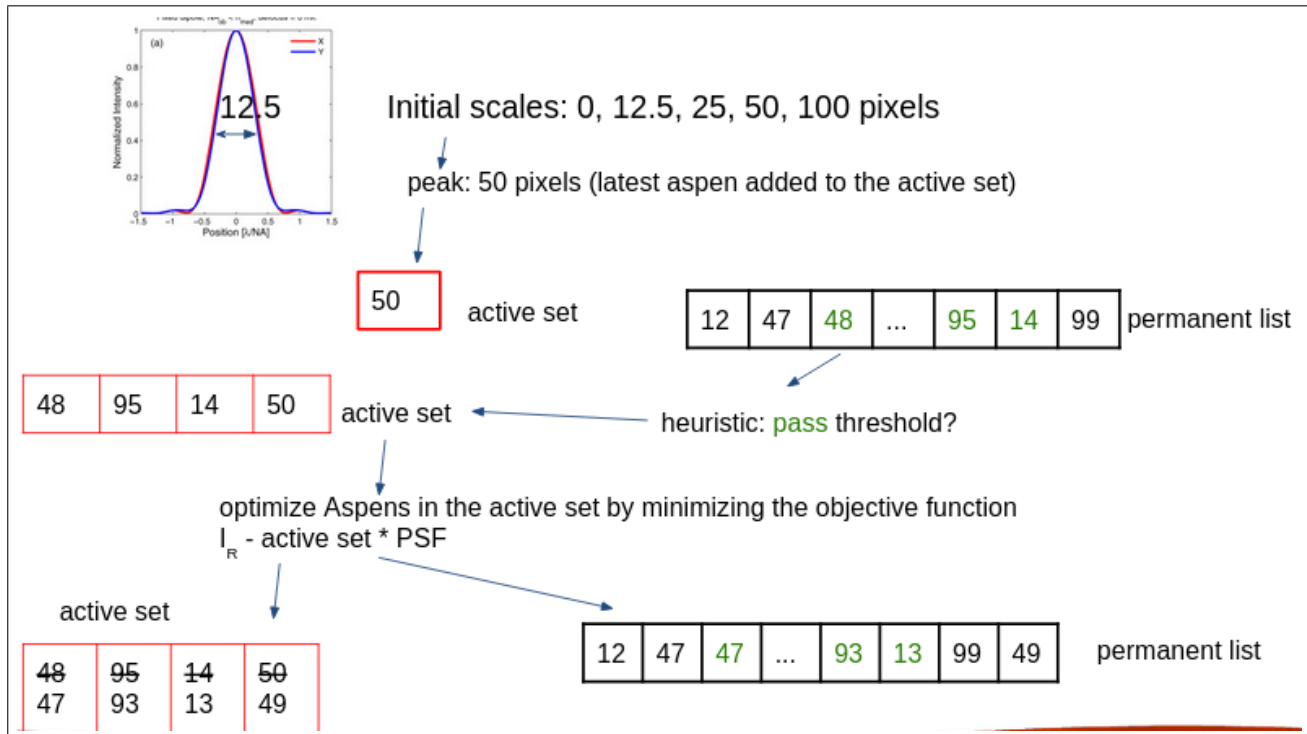 (a)
X
Y
12.5
Normalized Intensity
1
0.8
0.6
0.4
0.2
0
−1.5 −1 −0.5 0 0.5 1 1.5
Position [λ/NA]
Initial scales: 0, 12.5, 25, 50, 100 pixels
peak: 50 pixels (latest aspen added to the active set)
50
active set
12 47 48 ... 95 14 99
permanent list
48 95 14 50
active set
heuristic: pass threshold?
optimize Aspens in the active set by minimizing the objective function
I_R - active set * PSF
active set
48 95 14 50
47 93 13 49
12 47 47 ... 93 13 99 49
permanent list